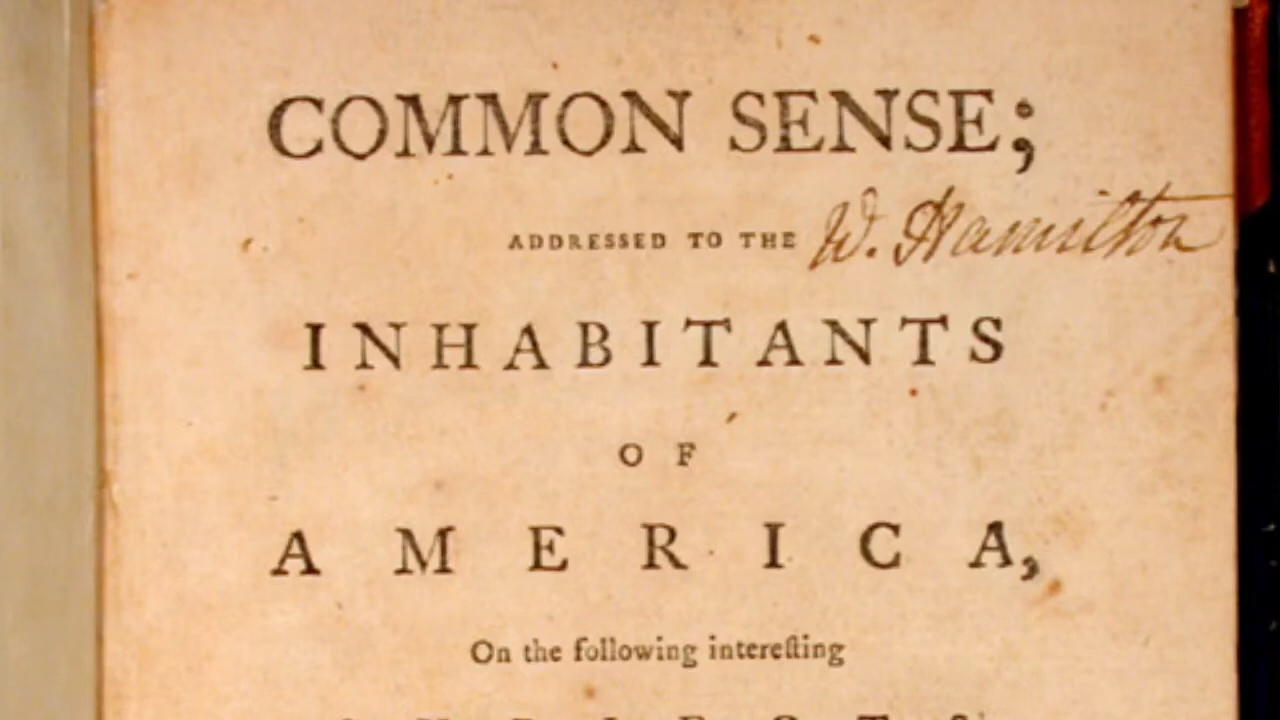 COMMON SENSE;
ADDRESSED TO THE W. Hamilton
INHABITANTS
OF
AMERICA,
On the following intereſting